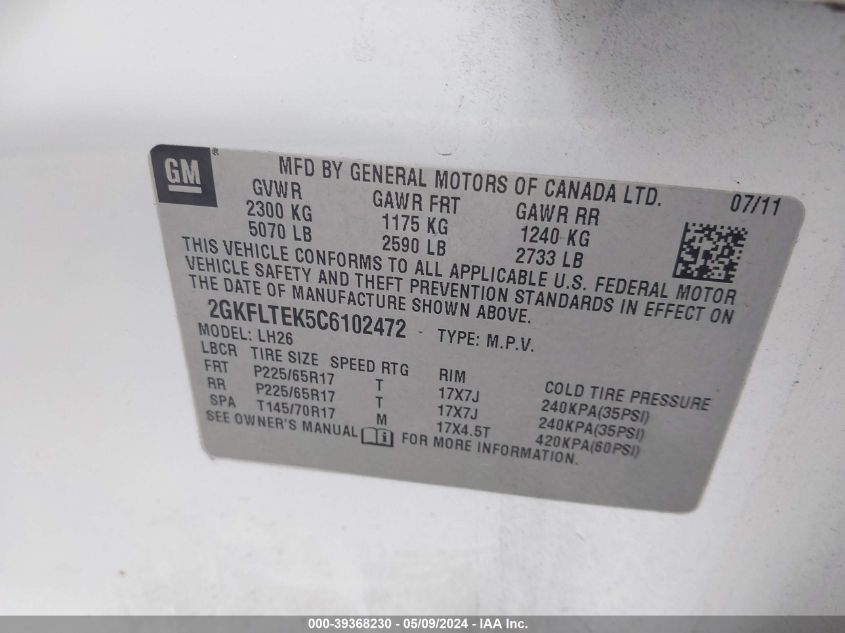 GM ®
MFD BY GENERAL MOTORS OF CANADA LTD. 07/11
GVWR GAWR FRT GAWR RR
2300 KG 1175 KG 1240 KG
5070 LB 2590 LB 2733 LB
THIS VEHICLE CONFORMS TO ALL APPLICABLE U.S. FEDERAL MOTOR
VEHICLE SAFETY AND THEFT PREVENTION STANDARDS IN EFFECT ON
THE DATE OF MANUFACTURE SHOWN ABOVE.
2GKFLTEK5C6102472 TYPE: M.P.V.
MODEL: LH26
LBCR TIRE SIZE SPEED RTG RIM COLD TIRE PRESSURE
FRT P225/65R17 T 17X7J 240KPA(35PSI)
RR P225/65R17 T 17X7J 240KPA(35PSI)
SPA T145/70R17 M 17X4.5T 420KPA(60PSI)
SEE OWNER'S MANUAL FOR MORE INFORMATION.
000-39368230 - 05/09/2024 - IAA Inc.